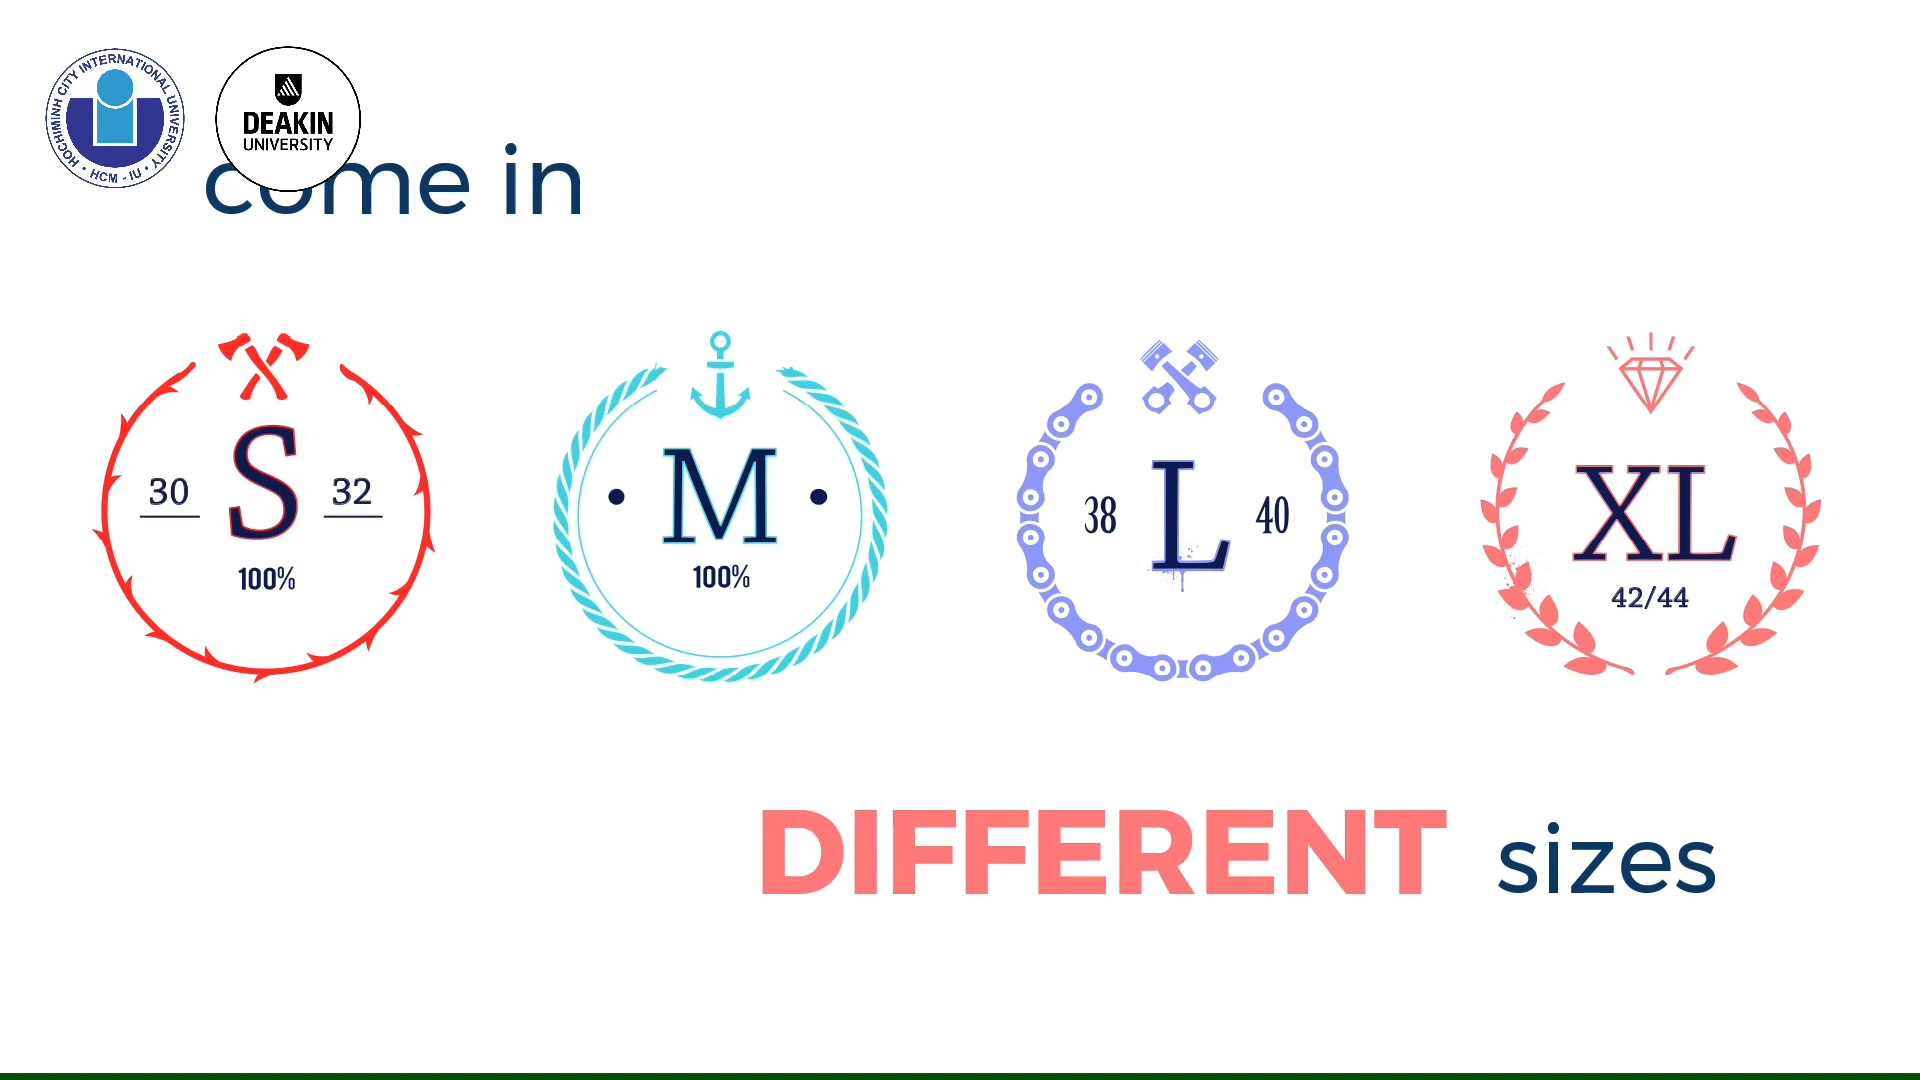 HOCHIMINH CITY INTERNATIONAL UNIVERSITY
• HCM - IU •
DEAKIN
UNIVERSITY
come in
30 S 32
100%
• M •
100%
38 L 40
XL
42/44
DIFFERENT sizes